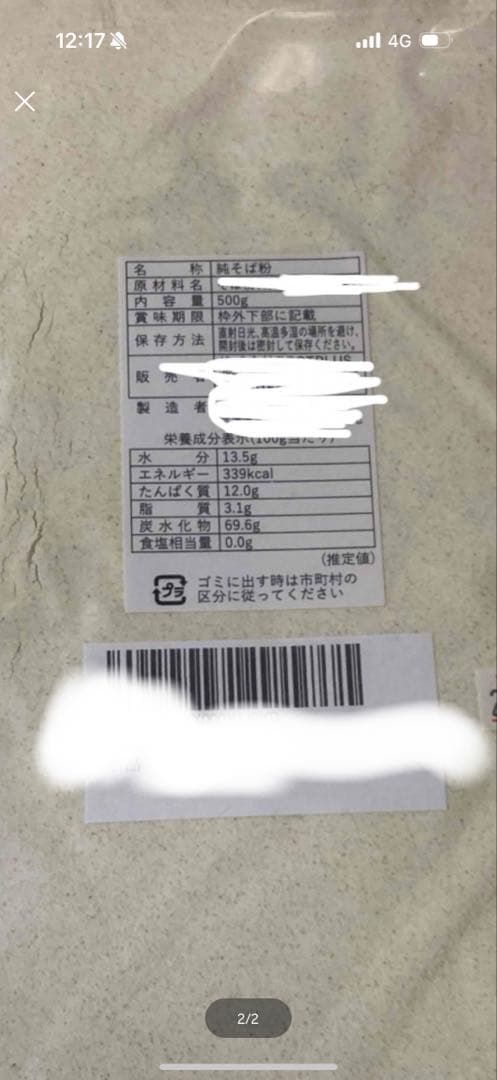 12:17
4G
名称 純そば粉
原材料名
内容量 500g
賞味期限 枠外下部に記載
保存方法 直射日光、高温多湿の場所を避け、
開封後は密封して保存ください。
販売
製造者
栄養成分表示(100g当たり)
水分 13.5g
エネルギー 339kcal
たんぱく質 12.0g
脂質 3.1g
炭水化物 69.6g
食塩相当量 0.0g
(推定値)
プラ
ゴミに出す時は市町村の
区分に従ってください
2/2